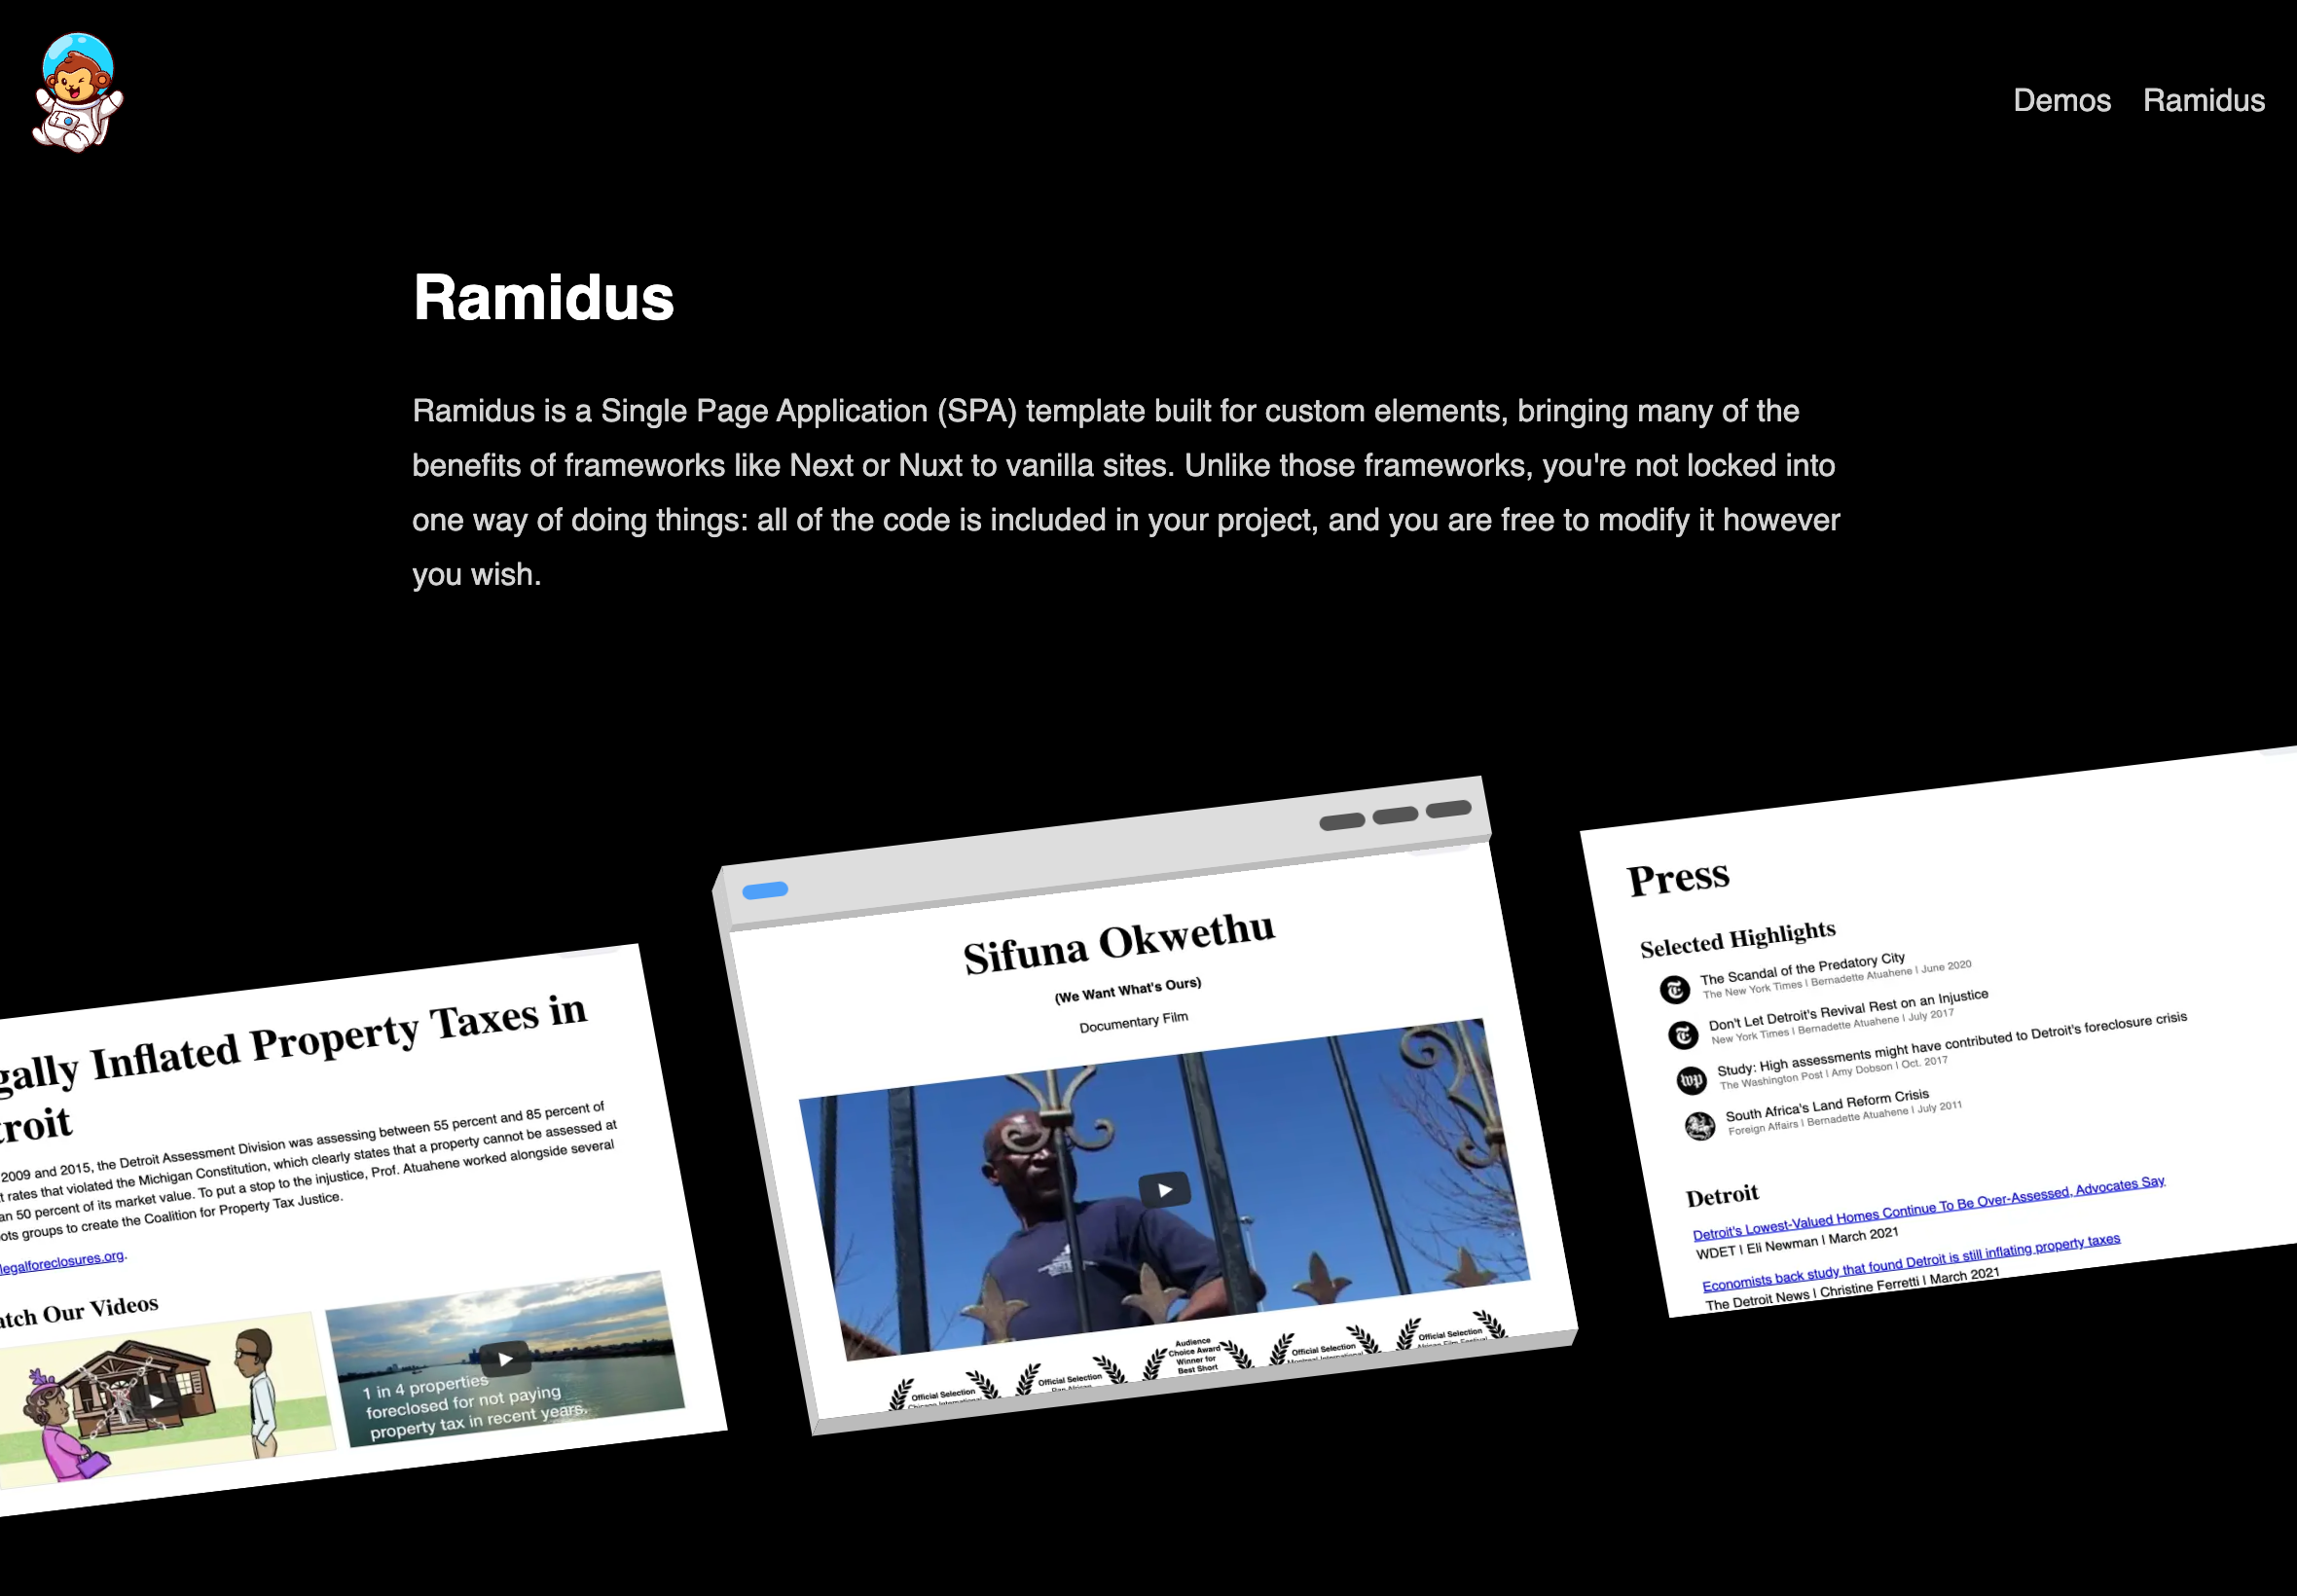 Demos Ramidus
Ramidus
Ramidus is a Single Page Application (SPA) template built for custom elements, bringing many of the
benefits of frameworks like Next or Nuxt to vanilla sites. Unlike those frameworks, you're not locked into
one way of doing things: all of the code is included in your project, and you are free to modify it however
you wish.
gally Inflated Property Taxes in
roit
2009 and 2015, the Detroit Assessment Division was assessing between 55 percent and 85 percent of
rates that violated the Michigan Constitution, which clearly states that a property cannot be assessed at
an 50 percent of its market value. To put a stop to the injustice, Prof. Atuahene worked alongside several
ots groups to create the Coalition for Property Tax Justice.
legalforeclosures.org.
atch Our Videos
1 in 4 properties
foreclosed for not paying
property tax in recent years.
Sifuna Okwethu
(We Want What's Ours)
Documentary Film
Official Selection
Chicago International
Official Selection
Pan African
Audience
Choice Award
Winner for
Best Short
Official Selection
Montreal International
Official Selection
African Film Festival
Press
Selected Highlights
The Scandal of the Predatory City
The New York Times | Bernadette Atuahene | June 2020
Don't Let Detroit's Revival Rest on an Injustice
New York Times | Bernadette Atuahene | July 2017
wp
Study: High assessments might have contributed to Detroit's foreclosure crisis
The Washington Post | Amy Dobson | Oct. 2017
South Africa's Land Reform Crisis
Foreign Affairs | Bernadette Atuahene | July 2011
Detroit
Detroit's Lowest-Valued Homes Continue To Be Over-Assessed, Advocates Say
WDET | Eli Newman | March 2021
Economists back study that found Detroit is still inflating property taxes
The Detroit News | Christine Ferretti | March 2021